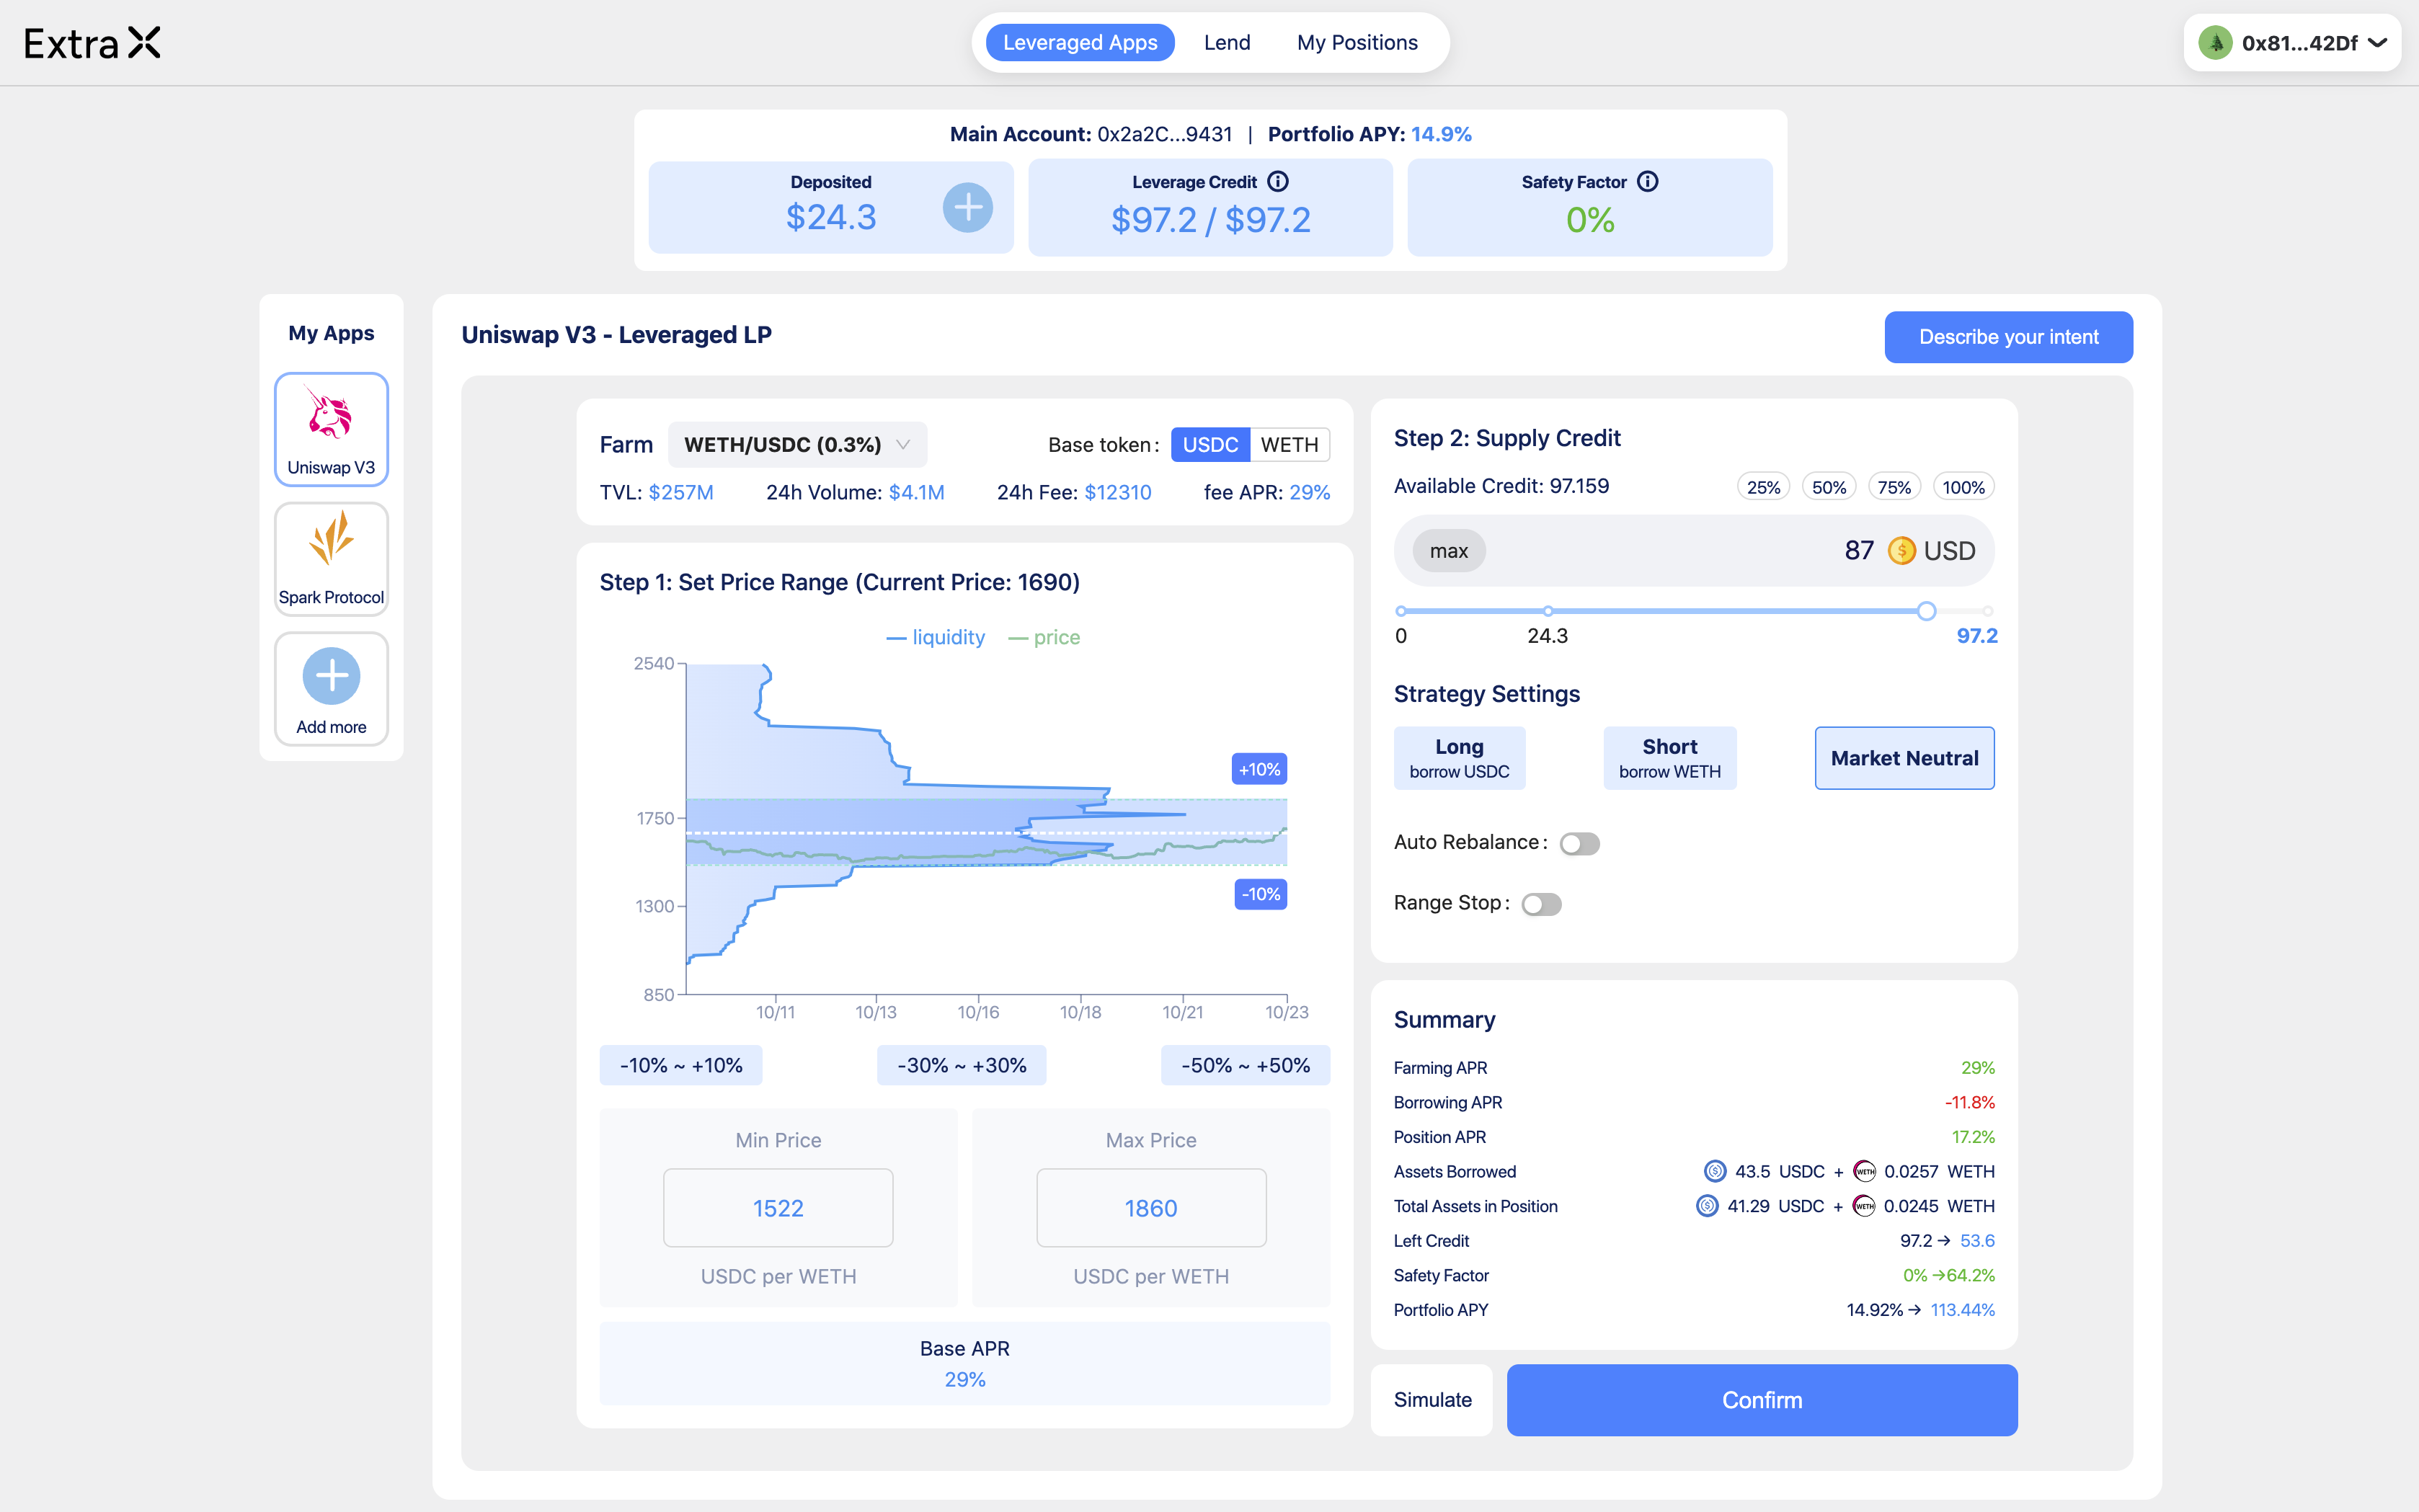 Extra X
Leveraged Apps Lend My Positions
0x81...42Df
Main Account: 0x2a2C...9431 | Portfolio APY: 14.9%
Deposited
$24.3
Leverage Credit
$97.2 / $97.2
Safety Factor
0%
My Apps
Uniswap V3
Spark Protocol
Add more
Uniswap V3 - Leveraged LP
Describe your intent
Farm WETH/USDC (0.3%)
Base token: USDC WETH
TVL: $257M 24h Volume: $4.1M 24h Fee: $12310 fee APR: 29%
Step 1: Set Price Range (Current Price: 1690)
liquidity price
2540
1750
1300
850
+10%
-10%
10/11 10/13 10/16 10/18 10/21 10/23
-10% ~ +10% -30% ~ +30% -50% ~ +50%
Min Price
1522
USDC per WETH
Max Price
1860
USDC per WETH
Base APR
29%
Step 2: Supply Credit
Available Credit: 97.159 25% 50% 75% 100%
max 87 $ USD
0 24.3 97.2
Strategy Settings
Long
borrow USDC
Short
borrow WETH
Market Neutral
Auto Rebalance:
Range Stop:
Summary
Farming APR 29%
Borrowing APR -11.8%
Position APR 17.2%
Assets Borrowed $ 43.5 USDC + WETH 0.0257 WETH
Total Assets in Position $ 41.29 USDC + WETH 0.0245 WETH
Left Credit 97.2 → 53.6
Safety Factor 0% →64.2%
Portfolio APY 14.92% → 113.44%
Simulate
Confirm